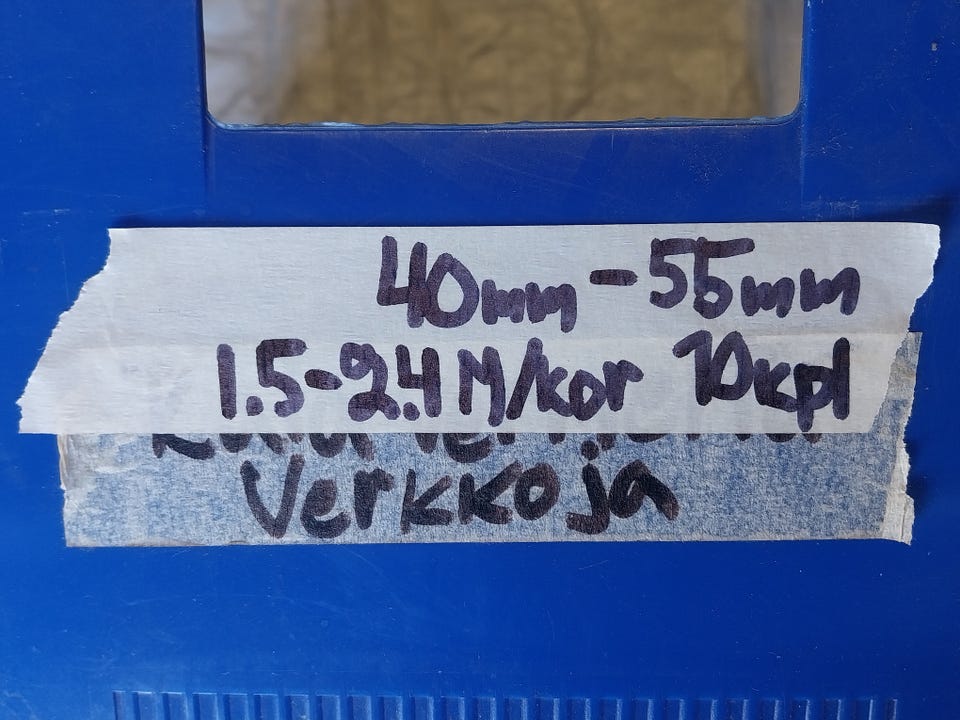 40mm - 55mm
1.5-2.4 M/kor 10kpl
Verkkoja